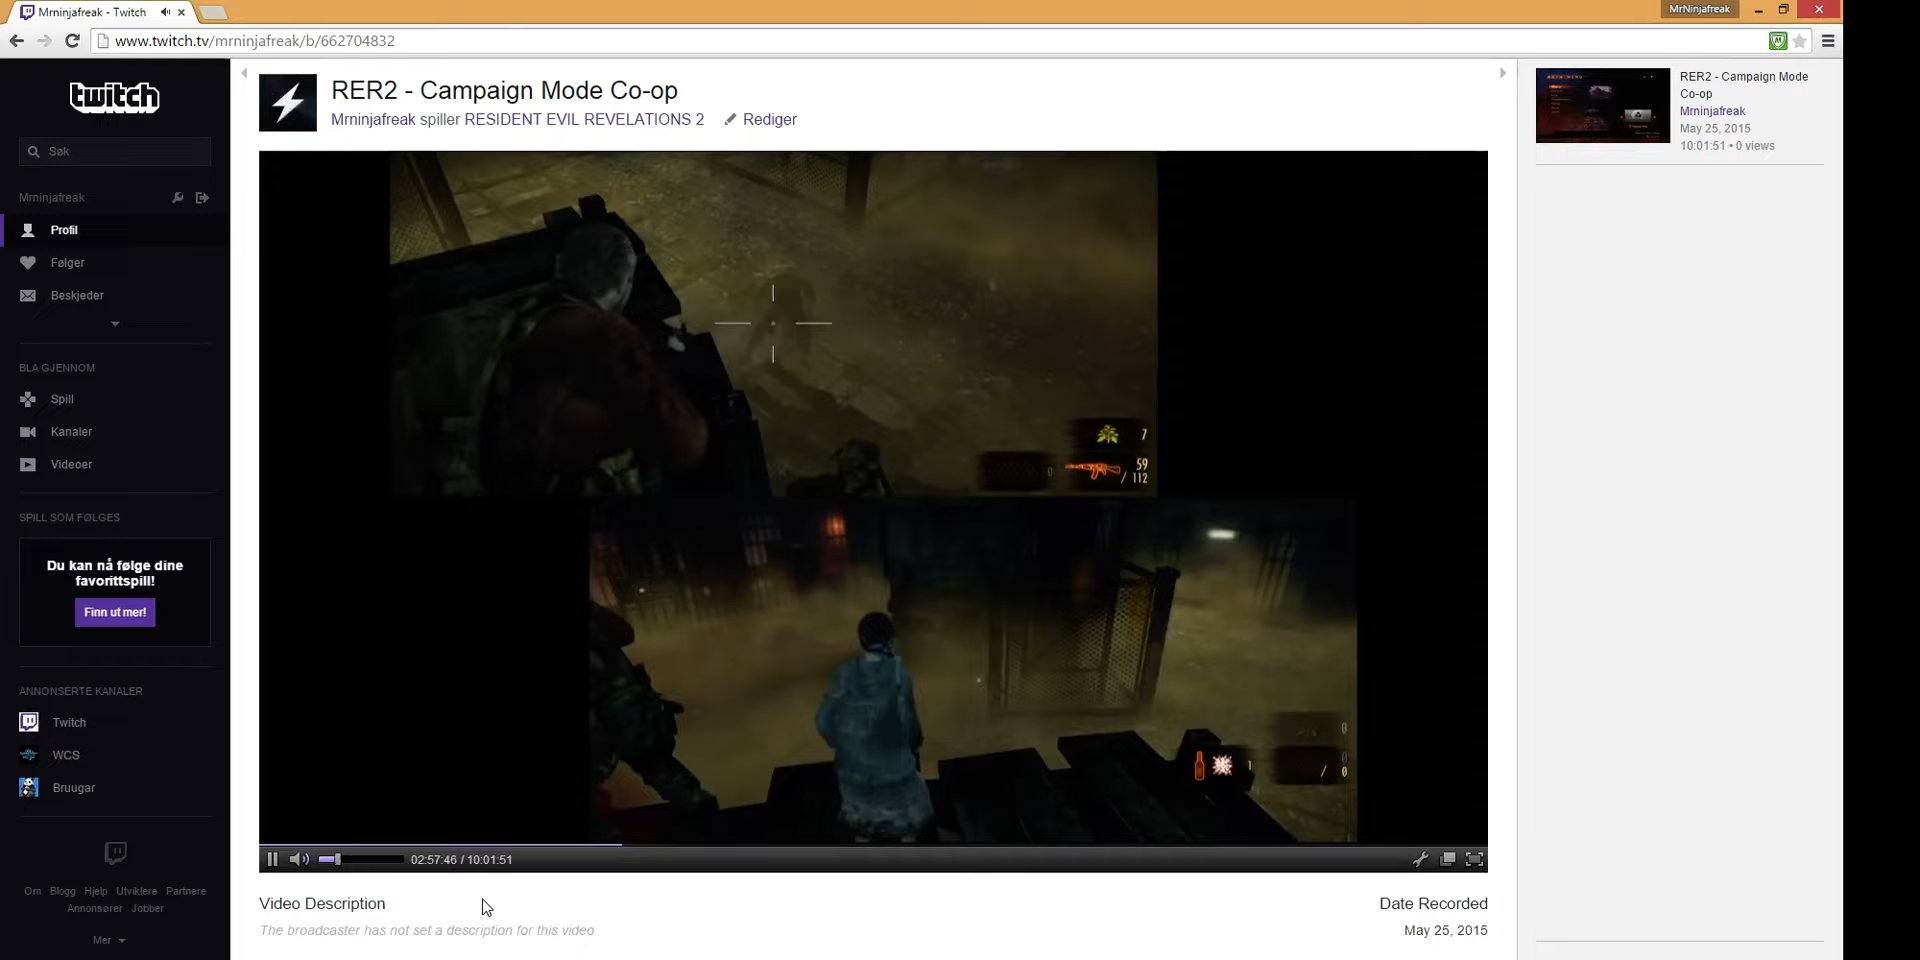 Mrninjafreak - Twitch
MrNinjafreak
www.twitch.tv/mrninjafreak/b/662704832
twitch
Søk
Mrninjafreak
Profil
Følger
Beskjeder
BLA GJENNOM
Spill
Kanaler
Videoer
SPILL SOM FØLGES
Du kan nå følge dine
favorittspill!
Finn ut mer!
ANNONSERTE KANALER
Twitch
WCS
Bruugar
Om Blogg Hjelp Utviklere Partnere
Annonsører Jobber
Mer
RER2 - Campaign Mode Co-op
Mrninjafreak spiller RESIDENT EVIL REVELATIONS 2 Rediger
7
0 59
/ 112
0
1 0
/ 0
02:57:46 / 10:01:51
Video Description
The broadcaster has not set a description for this video
Date Recorded
May 25, 2015
RER2 - Campaign Mode
Co-op
Mrninjafreak
May 25, 2015
10:01:51 • 0 views